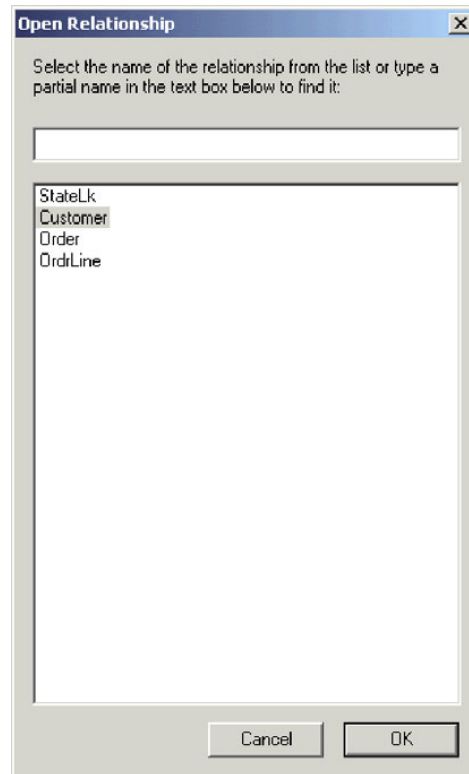 Open Relationship
Select the name of the relationship from the list or type a
partial name in the text box below to find it:
StateLk
Customer
Order
OrdrLine
Cancel
OK